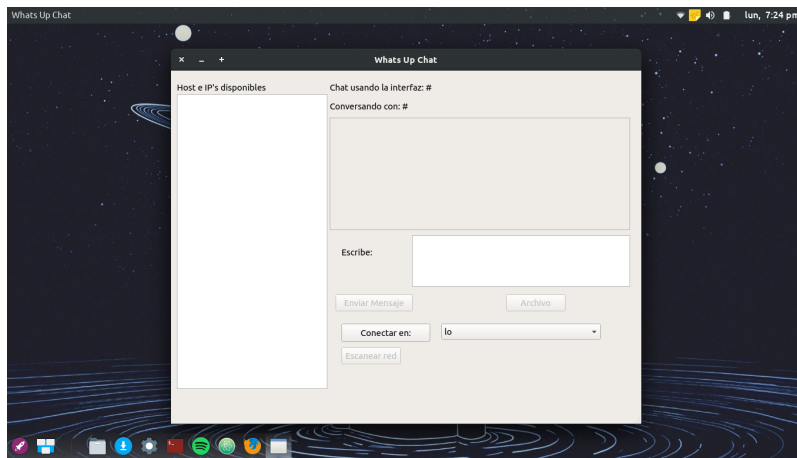 Whats Up Chat
lun, 7:24 pm
Whats Up Chat
Host e IP's disponibles
Chat usando la interfaz: #
Conversando con: #
Escribe:
Enviar Mensaje
Archivo
Conectar en:
lo
Escanear red